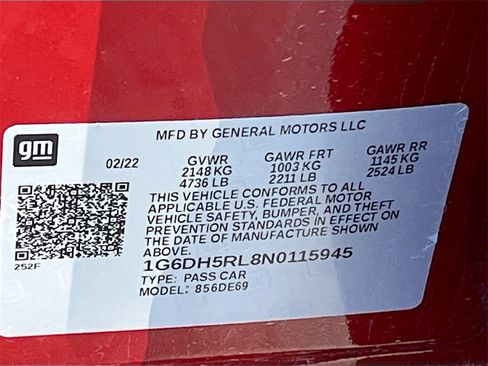 gm
MFD BY GENERAL MOTORS LLC
02/22 GVWR GAWR FRT GAWR RR
2148 KG 1003 KG 1145 KG
4736 LB 2211 LB 2524 LB
THIS VEHICLE CONFORMS TO ALL
APPLICABLE U.S. FEDERAL MOTOR
VEHICLE SAFETY, BUMPER, AND THEFT
PREVENTION STANDARDS IN EFFECT ON
THE DATE OF MANUFACTURE SHOWN
ABOVE.
252F
1G6DH5RL8N0115945
TYPE: PASS CAR
MODEL: 856DE69